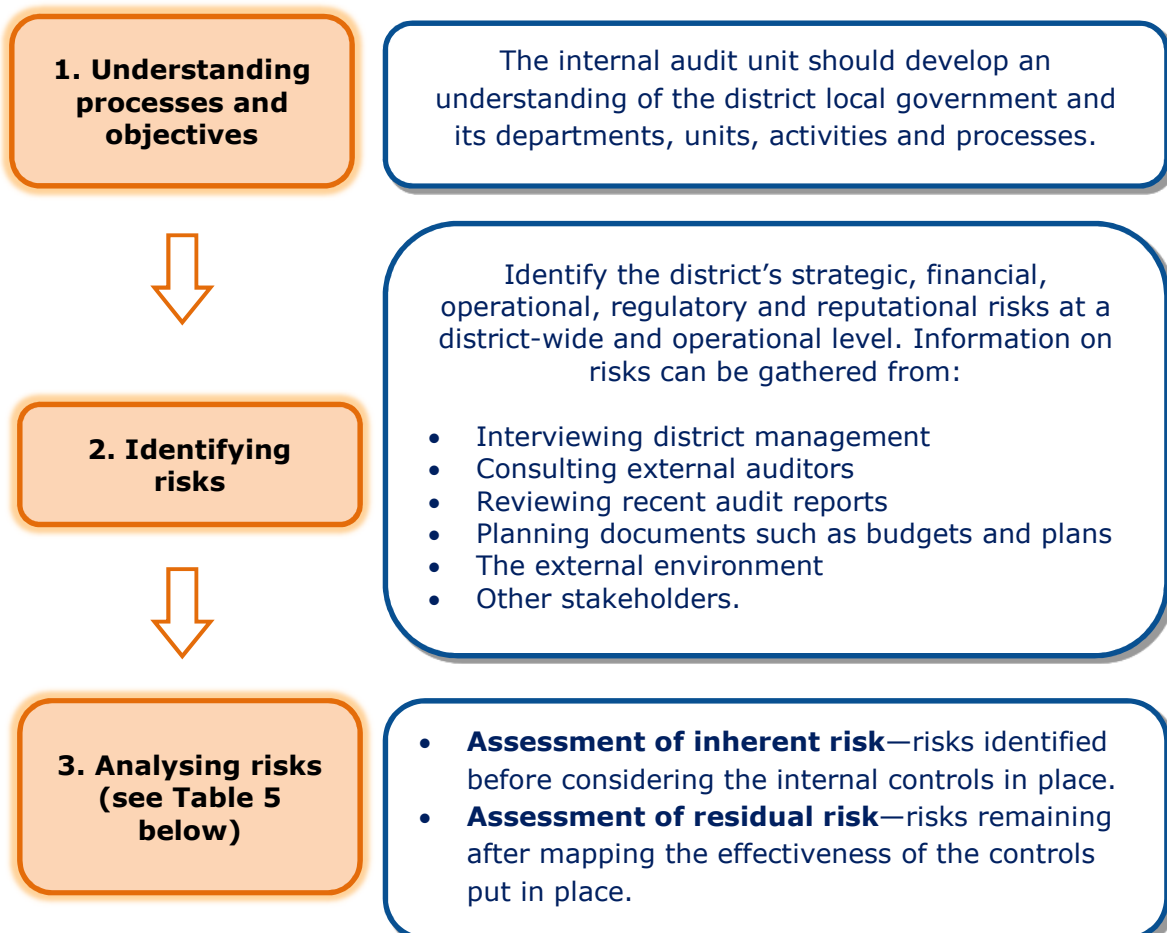 1. Understanding
processes and
objectives
The internal audit unit should develop an
understanding of the district local government and
its departments, units, activities and processes.
2. Identifying
risks
Identify the district’s strategic, financial,
operational, regulatory and reputational risks at a
district-wide and operational level. Information on
risks can be gathered from:
• Interviewing district management
• Consulting external auditors
• Reviewing recent audit reports
• Planning documents such as budgets and plans
• The external environment
• Other stakeholders.
3. Analysing risks
(see Table 5
below)
• Assessment of inherent risk—risks identified
before considering the internal controls in place.
• Assessment of residual risk—risks remaining
after mapping the effectiveness of the controls
put in place.